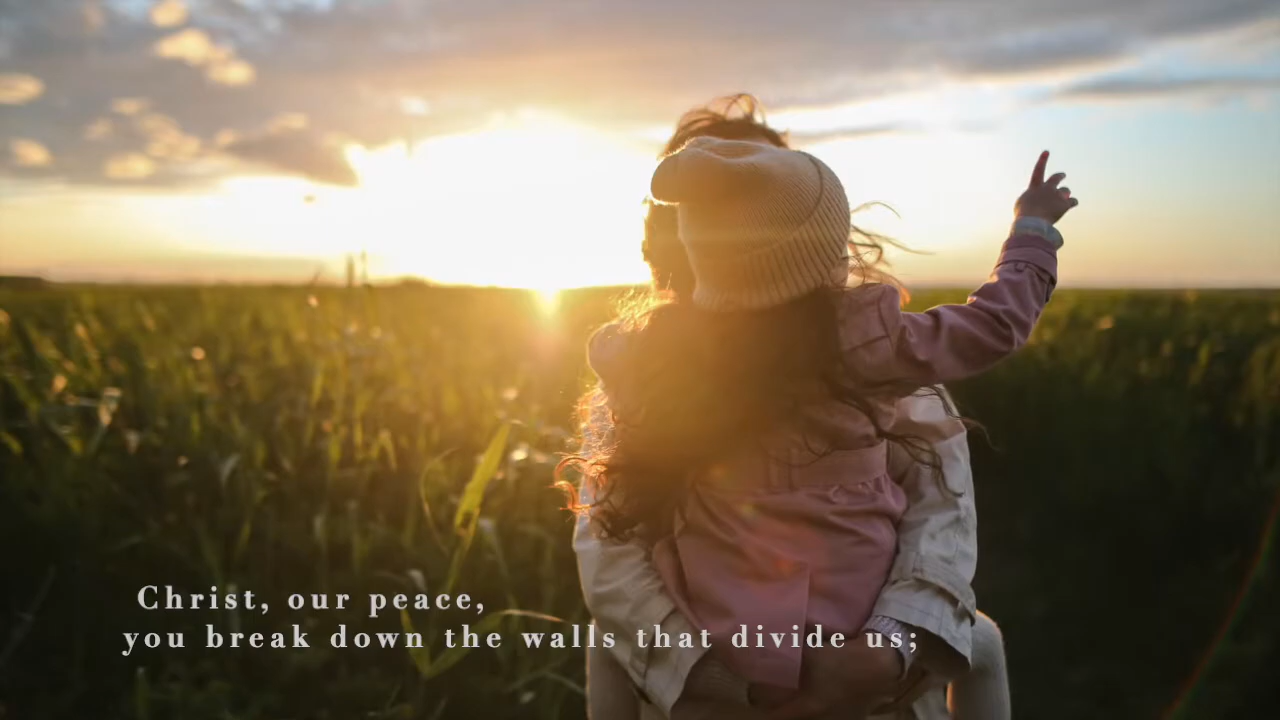 Christ, our peace,
you break down the walls that divide us;